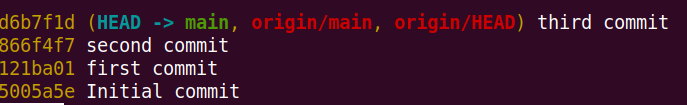 d6b7f1d (HEAD -> main, origin/main, origin/HEAD) third commit
866f4f7 second commit
121ba01 first commit
5005a5e Initial commit